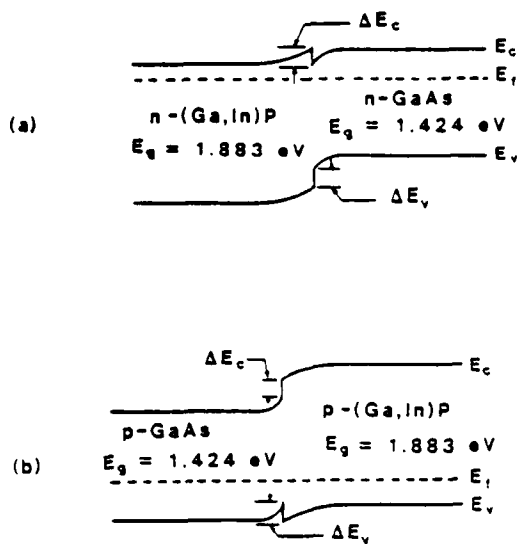 ΔE_c
E_c
E_f
(a)
n-(Ga,In)P
n-GaAs
E_g = 1.883 eV
E_g = 1.424 eV
E_v
ΔE_v
ΔE_c
E_c
p-GaAs
p-(Ga,In)P
(b)
E_g = 1.424 eV
E_g = 1.883 eV
E_f
E_v
ΔE_v